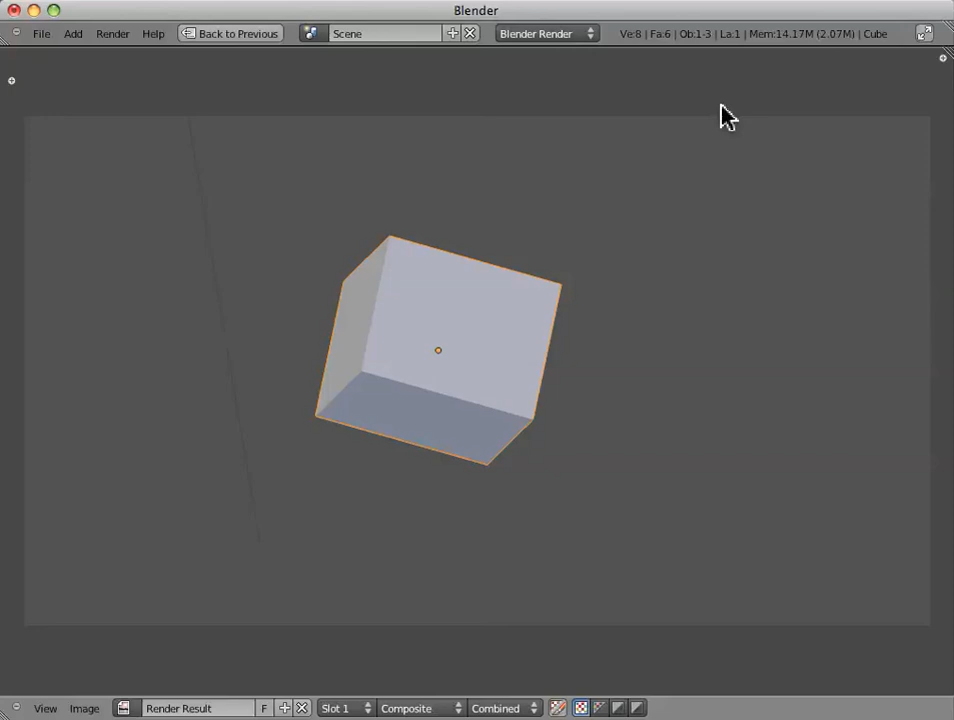 Blender
File Add Render Help Back to Previous Scene Blender Render Ve:8 | Fa:6 | Ob:1-3 | La:1 | Mem:14.17M (2.07M) | Cube
View Image Render Result F Slot 1 Composite Combined